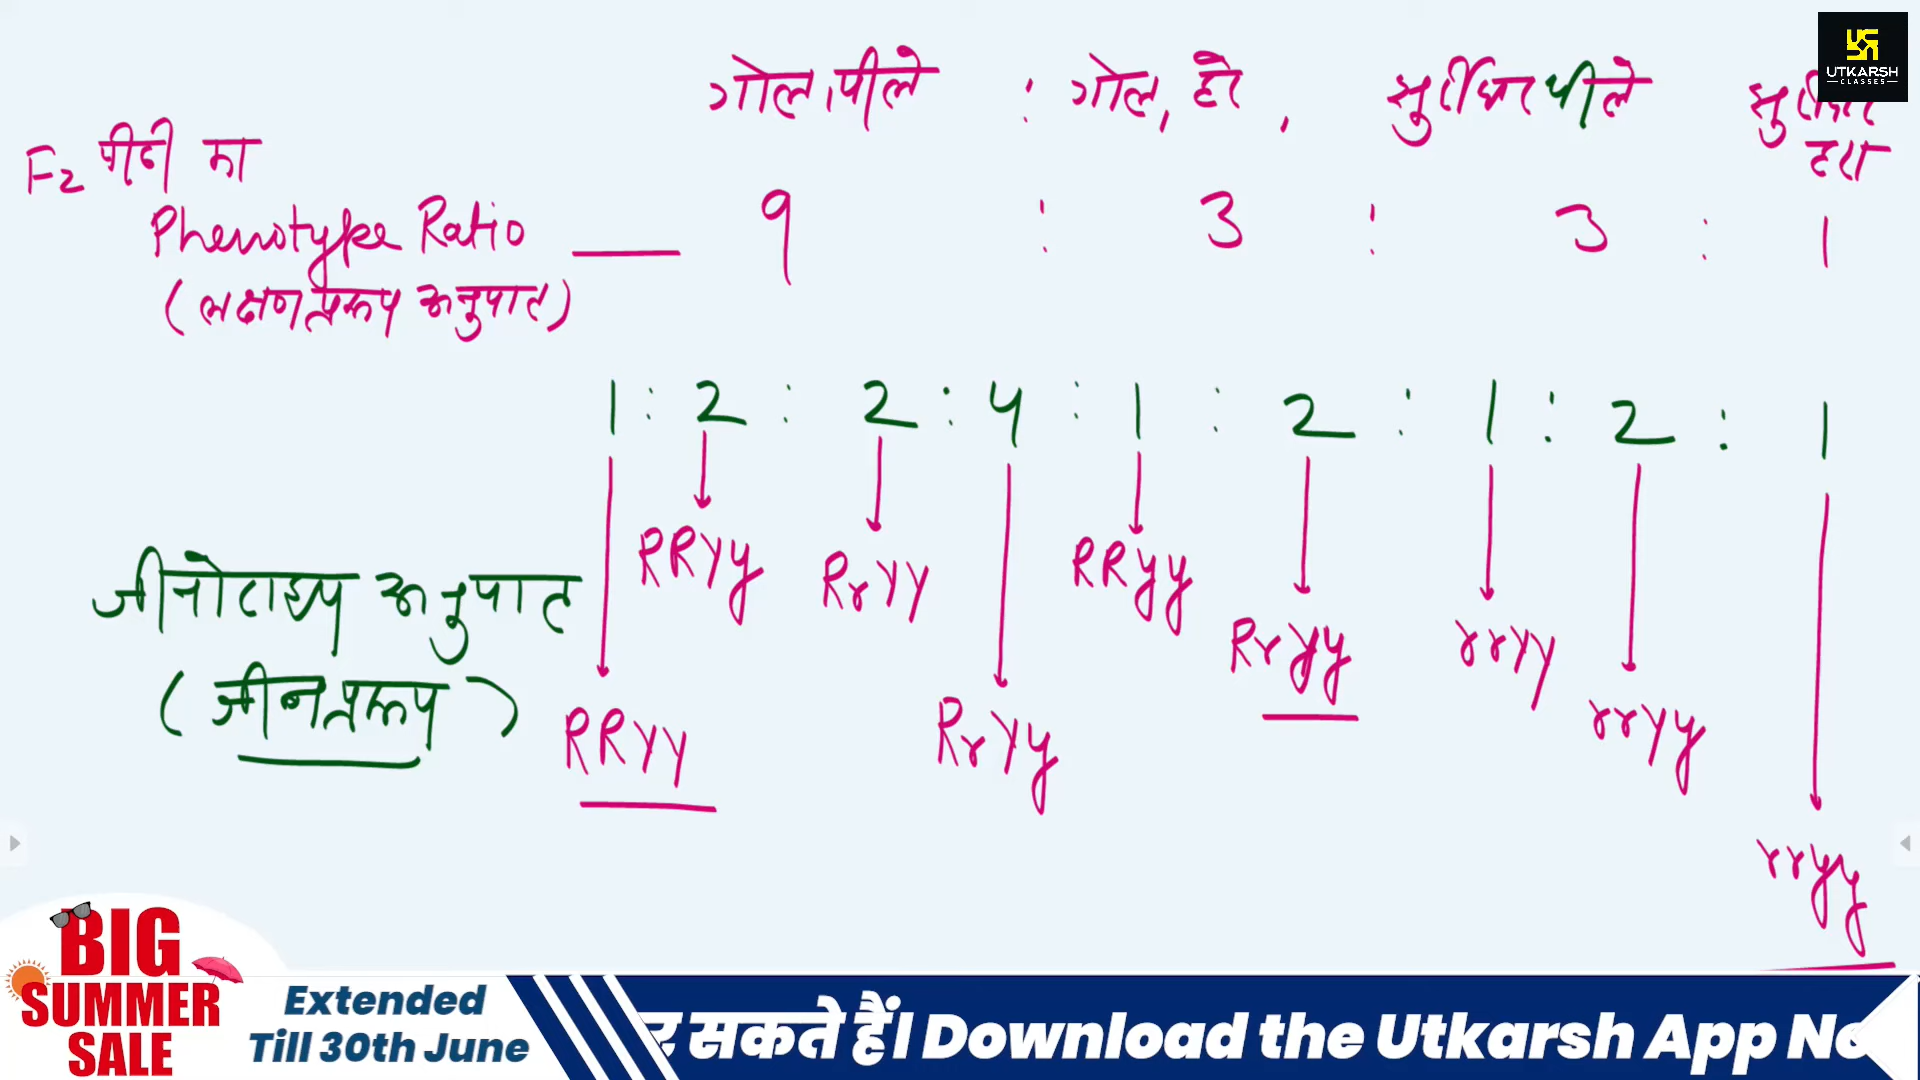 UTKARSH
CLASSES
गोल, पीले : गोल, हरे , झुर्रीदार पीले झुर्रीदार हरा
F2 पीढी का
Phenotype Ratio — 9 : 3 : 3 : 1
(लक्षणप्ररूप अनुपात)
1 : 2 : 2 : 4 : 1 : 2 : 1 : 2 : 1
जीनोटाइप अनुपात
(जीनप्ररूप)
RRYy RrYY RRyy
Rryy rrYY
RRYY RrYy rrYy
rryy
BIG
SUMMER
SALE
Extended
Till 30th June
र सकते हैं। Download the Utkarsh App No